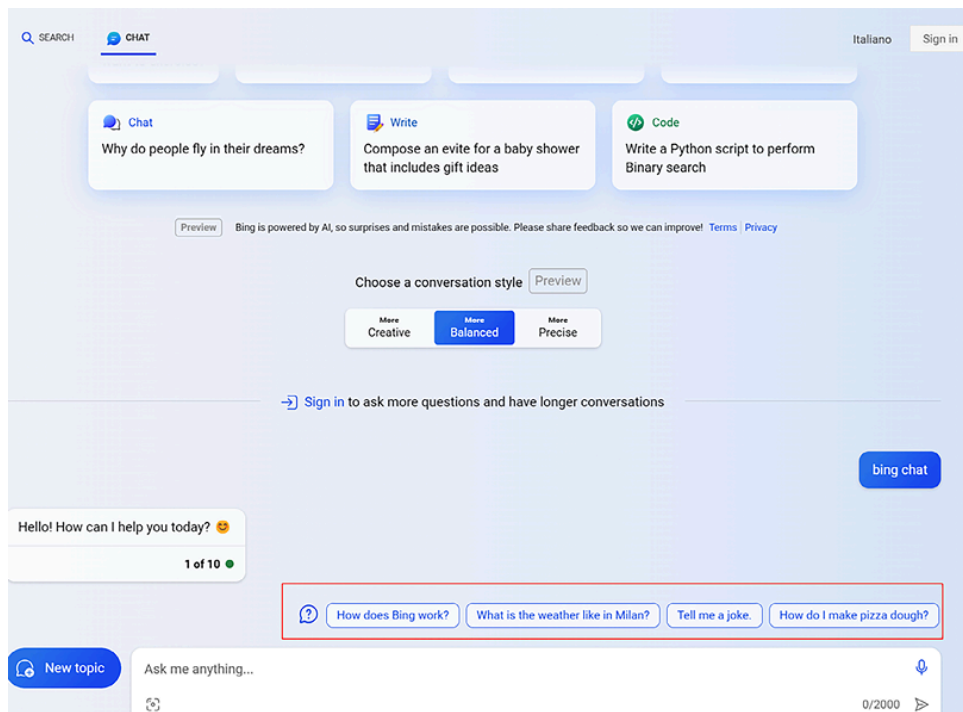 SEARCH
CHAT
Italiano
Sign in
Chat
Why do people fly in their dreams?
Write
Compose an evite for a baby shower
that includes gift ideas
Code
Write a Python script to perform
Binary search
Preview
Bing is powered by AI, so surprises and mistakes are possible. Please share feedback so we can improve! Terms Privacy
Choose a conversation style Preview
More
Creative
More
Balanced
More
Precise
Sign in to ask more questions and have longer conversations
bing chat
Hello! How can I help you today? 😊
1 of 10
How does Bing work?
What is the weather like in Milan?
Tell me a joke.
How do I make pizza dough?
New topic
Ask me anything...
0/2000